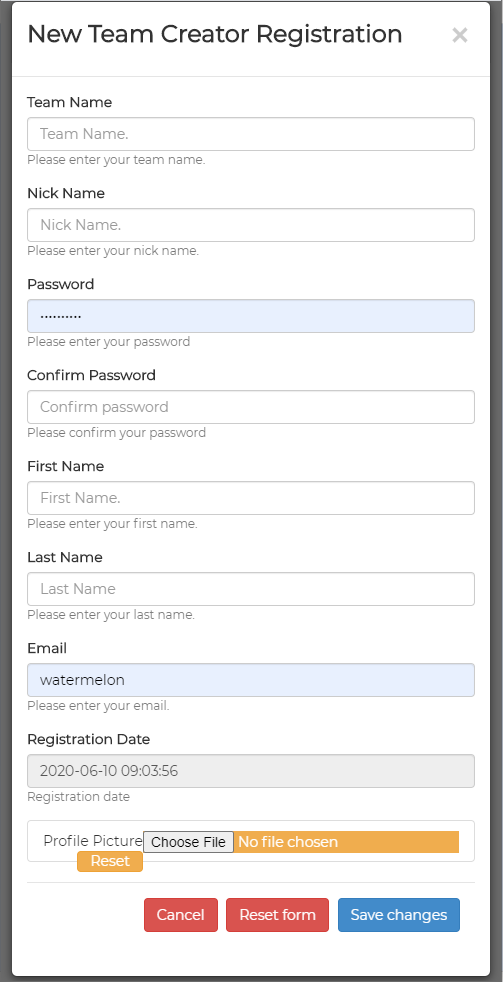 New Team Creator Registration ×
Team Name
Team Name.
Please enter your team name.
Nick Name
Nick Name.
Please enter your nick name.
Password
··········
Please enter your password
Confirm Password
Confirm password
Please confirm your password
First Name
First Name.
Please enter your first name.
Last Name
Last Name
Please enter your last name.
Email
watermelon
Please enter your email.
Registration Date
2020-06-10 09:03:56
Registration date
Profile Picture Choose File No file chosen
Reset
Cancel Reset form Save changes